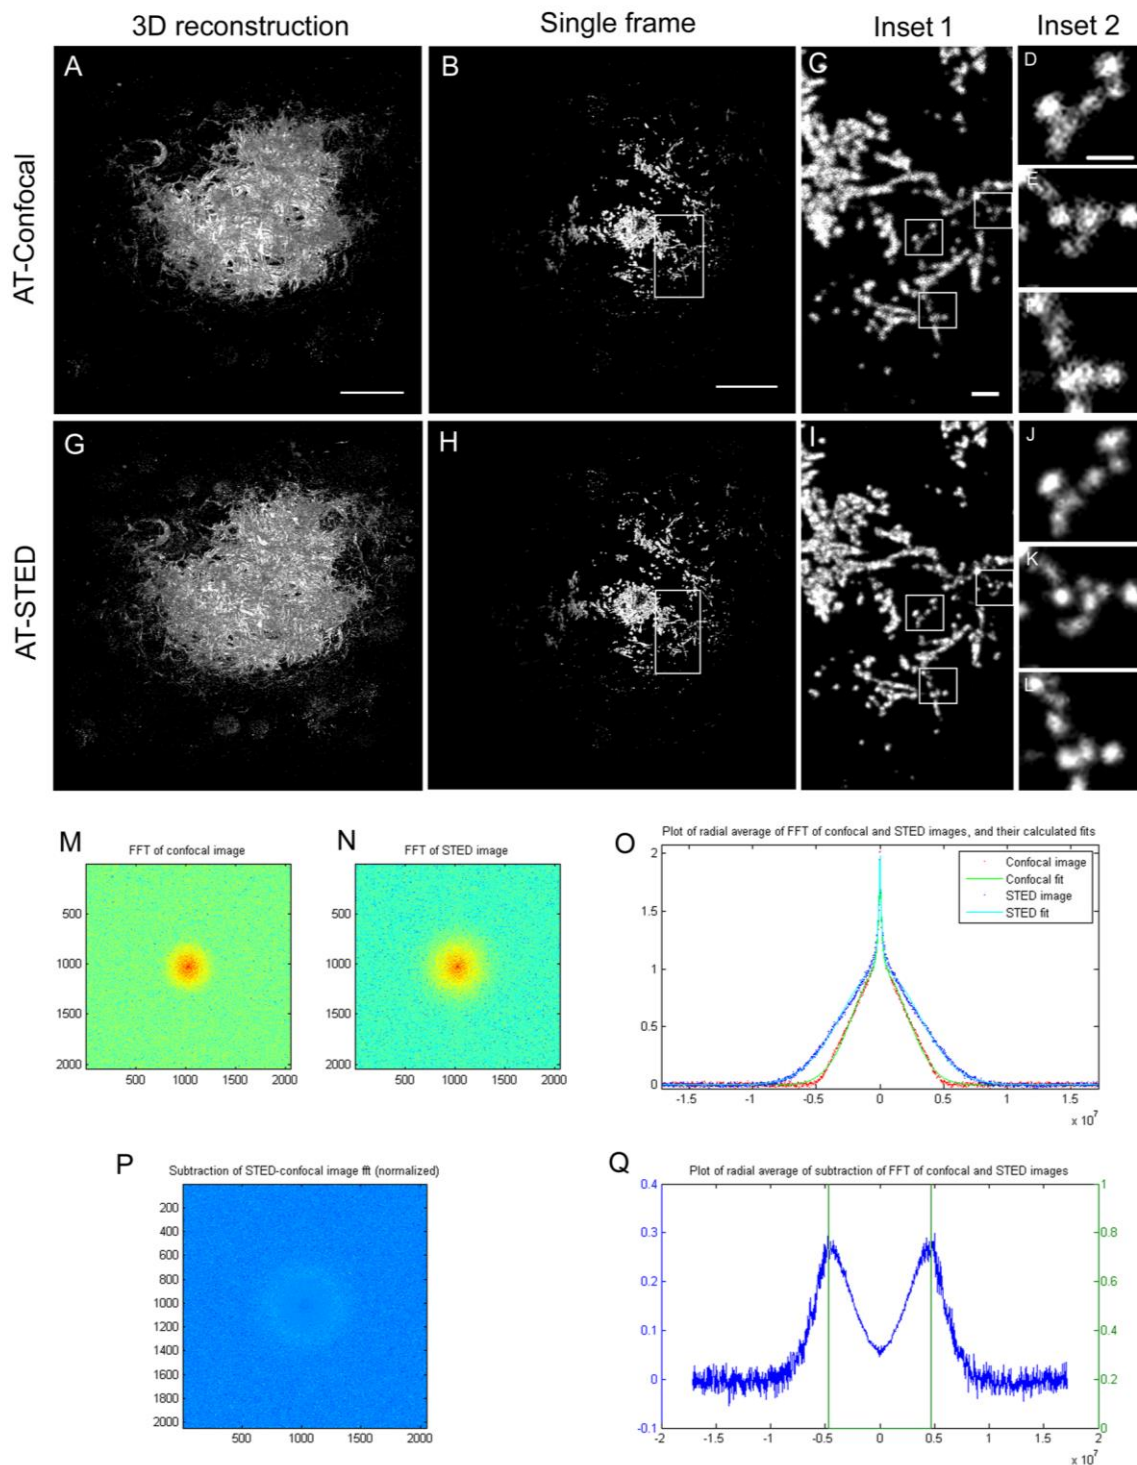 3D reconstruction
Single frame
Inset 1
Inset 2
AT-Confocal
A
B
C
D
E
F
AT-STED
G
H
I
J
K
L
M
FFT of confocal image
500
1000
1500
2000
500 1000 1500 2000
N
FFT of STED image
500
1000
1500
2000
500 1000 1500 2000
O
Plot of radial average of FFT of confocal and STED images, and their calculated fits
Confocal image
Confocal fit
STED image
STED fit
2
1.5
1
0.5
0
-1.5 -1 -0.5 0 0.5 1 1.5
x 10^7
P
Subtraction of STED-confocal image fft (normalized)
200
400
600
800
1000
1200
1400
1600
1800
2000
500 1000 1500 2000
Q
Plot of radial average of subtraction of FFT of confocal and STED images
0.4
0.3
0.2
0.1
0
-0.1
1
0.8
0.6
0.4
0.2
0
-2 -1.5 -1 -0.5 0 0.5 1 1.5 2
x 10^7